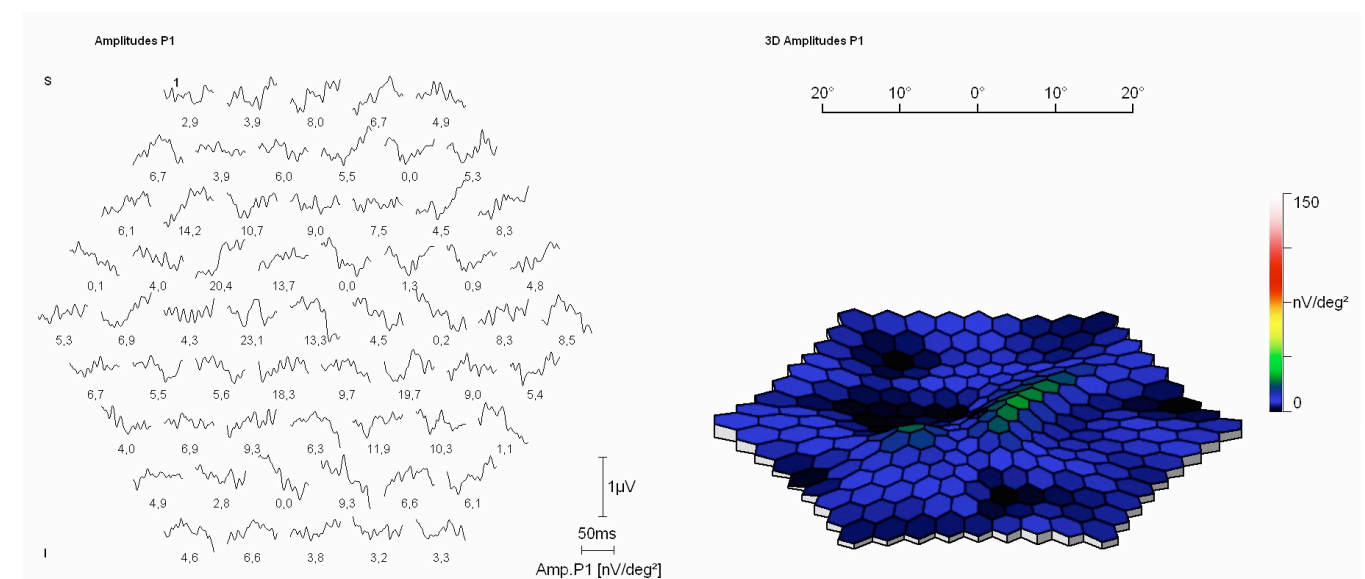 Amplitudes P1
3D Amplitudes P1
S
1
20° 10° 0° 10° 20°
2,9 3,9 8,0 6,7 4,9
6,7 3,9 6,0 5,5 0,0 5,3
6,1 14,2 10,7 9,0 7,5 4,5 8,3
0,1 4,0 20,4 13,7 0,0 1,3 0,9 4,8
5,3 6,9 4,3 23,1 13,3 4,5 0,2 8,3 8,5
6,7 5,5 5,6 18,3 9,7 19,7 9,0 5,4
4,0 6,9 9,3 6,3 11,9 10,3 1,1
4,9 2,8 0,0 9,3 6,6 6,1
4,6 6,6 3,8 3,2 3,3
I
1µV
50ms
Amp.P1 [nV/deg²]
150
nV/deg²
0